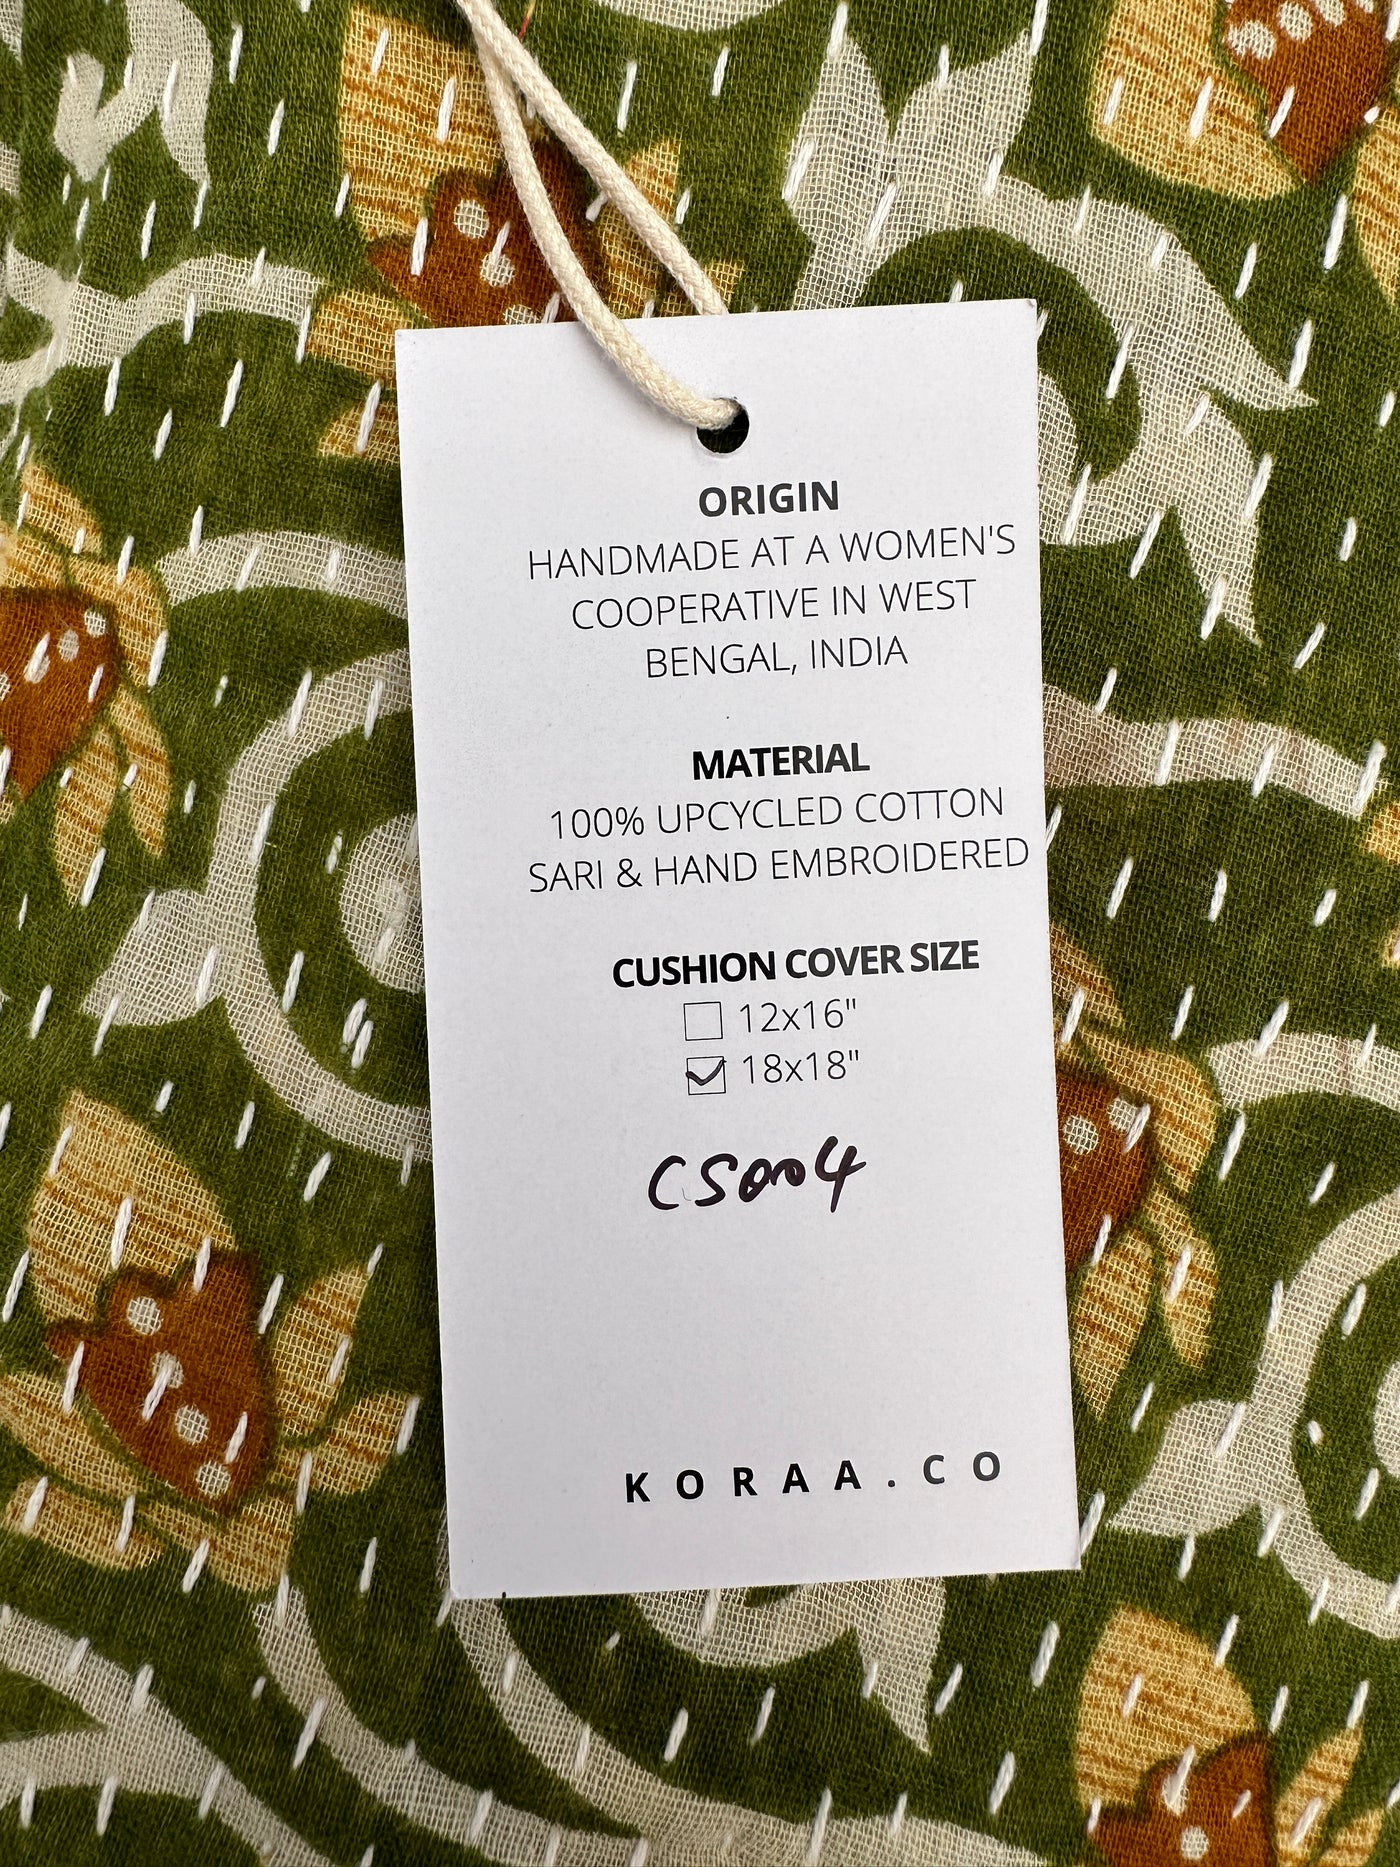 ORIGIN
HANDMADE AT A WOMEN'S
COOPERATIVE IN WEST
BENGAL, INDIA
MATERIAL
100% UPCYCLED COTTON
SARI & HAND EMBROIDERED
CUSHION COVER SIZE
12x16"
18x18"
CS004
KORAA.CO